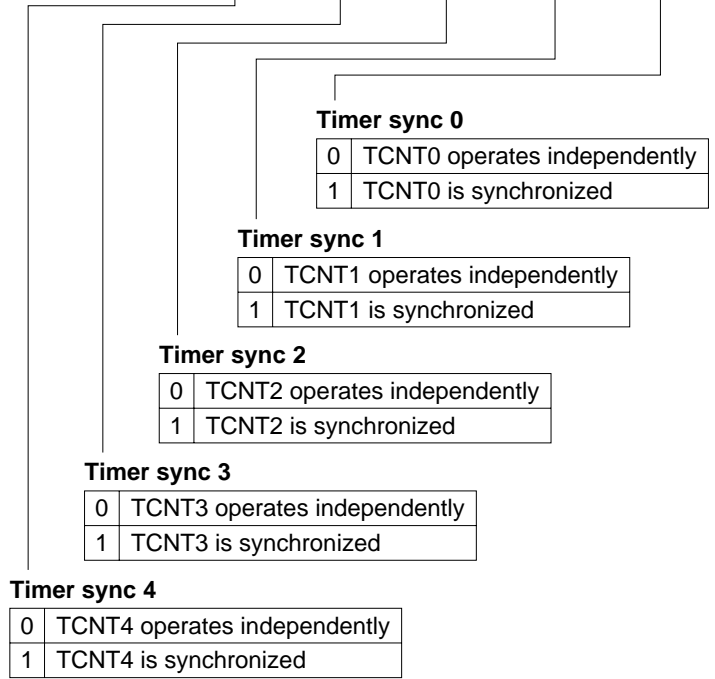 Timer sync 0
0 TCNT0 operates independently
1 TCNT0 is synchronized
Timer sync 1
0 TCNT1 operates independently
1 TCNT1 is synchronized
Timer sync 2
0 TCNT2 operates independently
1 TCNT2 is synchronized
Timer sync 3
0 TCNT3 operates independently
1 TCNT3 is synchronized
Timer sync 4
0 TCNT4 operates independently
1 TCNT4 is synchronized